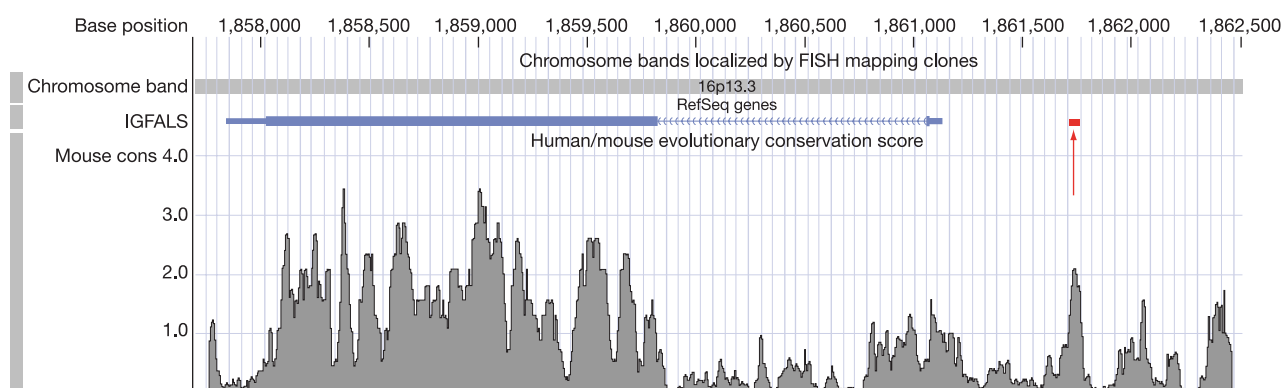 Base position 1,858,000 1,858,500 1,859,000 1,859,500 1,860,000 1,860,500 1,861,000 1,861,500 1,862,000 1,862,500
Chromosome bands localized by FISH mapping clones
Chromosome band 16p13.3
RefSeq genes
IGFALS
Human/mouse evolutionary conservation score
Mouse cons 4.0
3.0
2.0
1.0